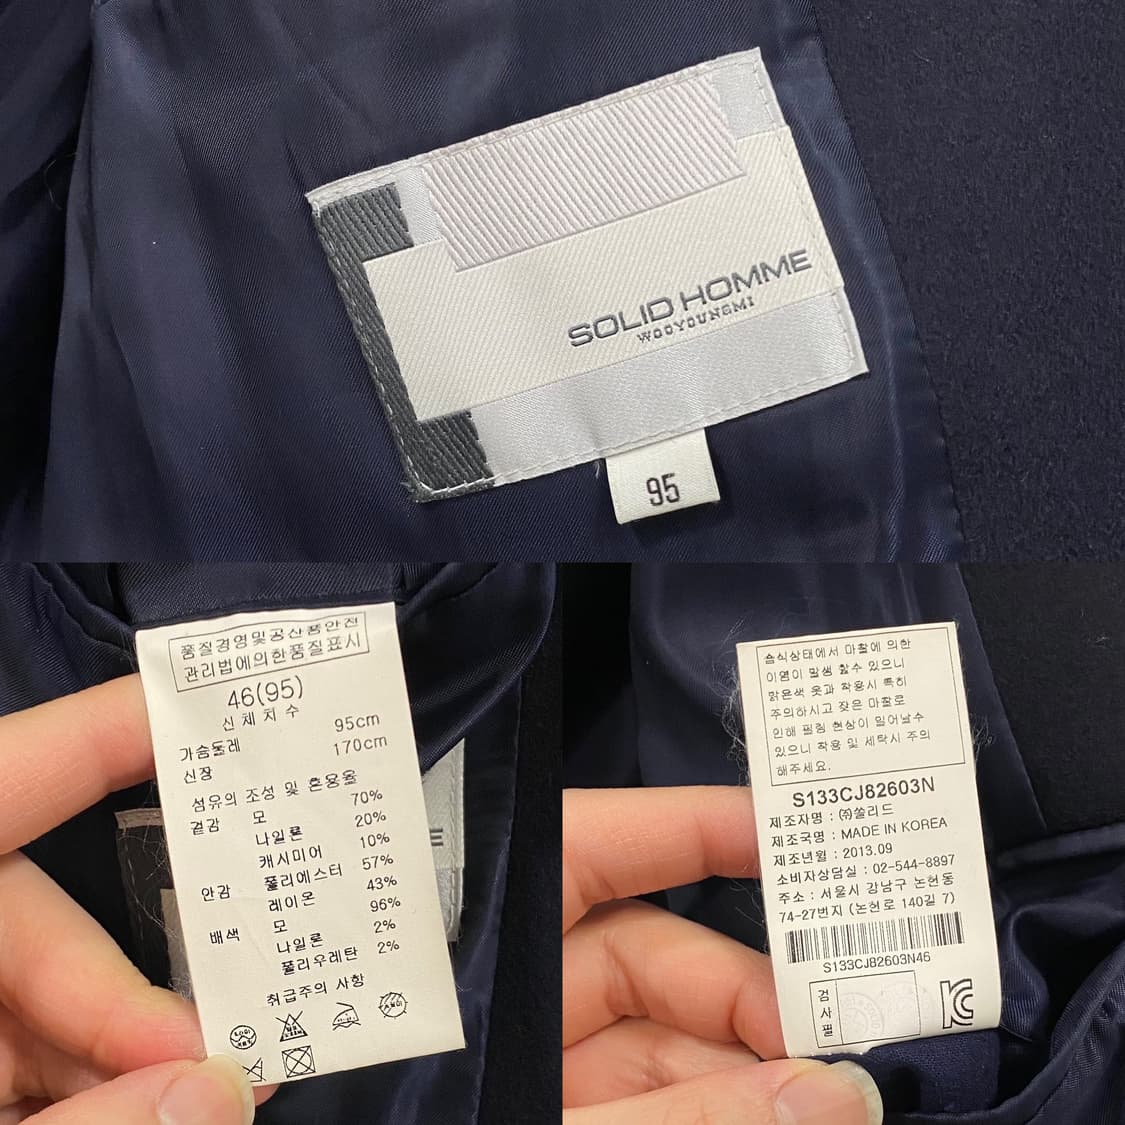 SOLID HOMME
WOOYOUNGMI
95
품질경영및공산품안전
관리법에의한품질표시
46(95)
신체치수
가슴둘레 95cm
신장 170cm
섬유의 조성 및 혼용율
겉감 모 70%
나일론 20%
캐시미어 10%
안감 폴리에스터 57%
레이온 43%
배색 모 96%
나일론 2%
폴리우레탄 2%
취급주의 사항
습식상태에서 마찰에 의한
이염이 발생 할수 있으니
밝은색 옷과 착용시 특히
주의하시고 잦은 마찰로
인해 필링 현상이 일어날수
있으니 착용 및 세탁시 주의
해주세요.
S133CJ82603N
제조자명 : ㈜쏠리드
제조국명 : MADE IN KOREA
제조년월 : 2013.09
소비자상담실 : 02-544-8897
주소 : 서울시 강남구 논현동
74-27번지 (논현로 140길 7)
S133CJ82603N46
검사필